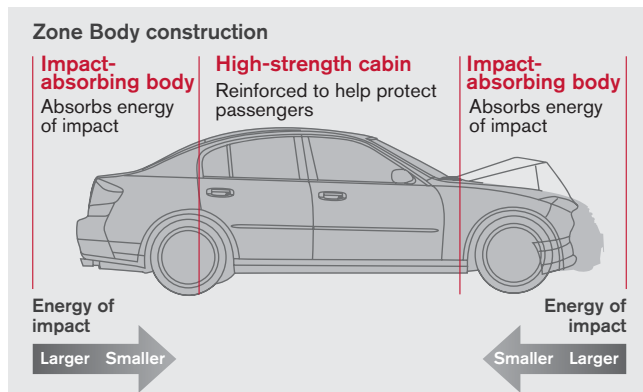 Zone Body construction
Impact-
absorbing body
Absorbs energy
of impact
High-strength cabin
Reinforced to help protect
passengers
Impact-
absorbing body
Absorbs energy
of impact
Energy of
impact
Larger Smaller
Energy of
impact
Smaller Larger